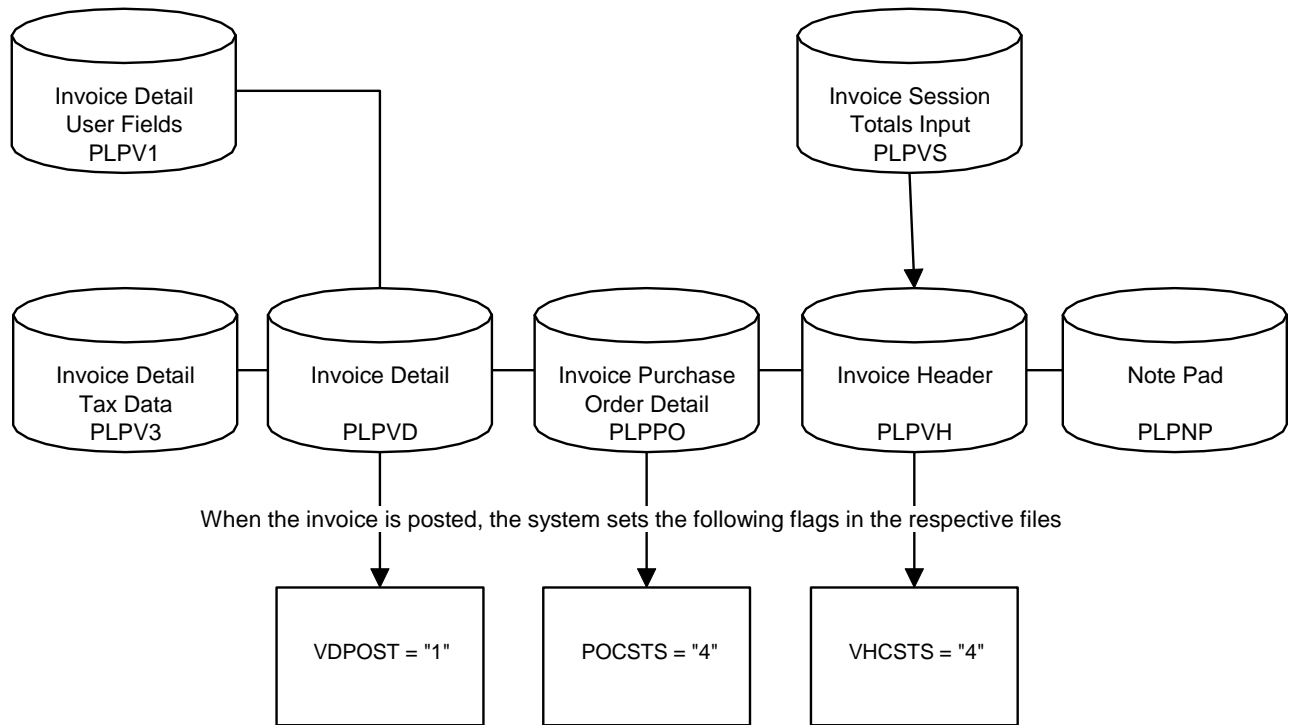 Invoice Detail
User Fields
PLPV1
Invoice Session
Totals Input
PLPVS
Invoice Detail
Tax Data
PLPV3
Invoice Detail
PLPVD
Invoice Purchase
Order Detail
PLPPO
Invoice Header
PLPVH
Note Pad
PLPNP
When the invoice is posted, the system sets the following flags in the respective files
VDPOST = "1"
POCSTS = "4"
VHCSTS = "4"